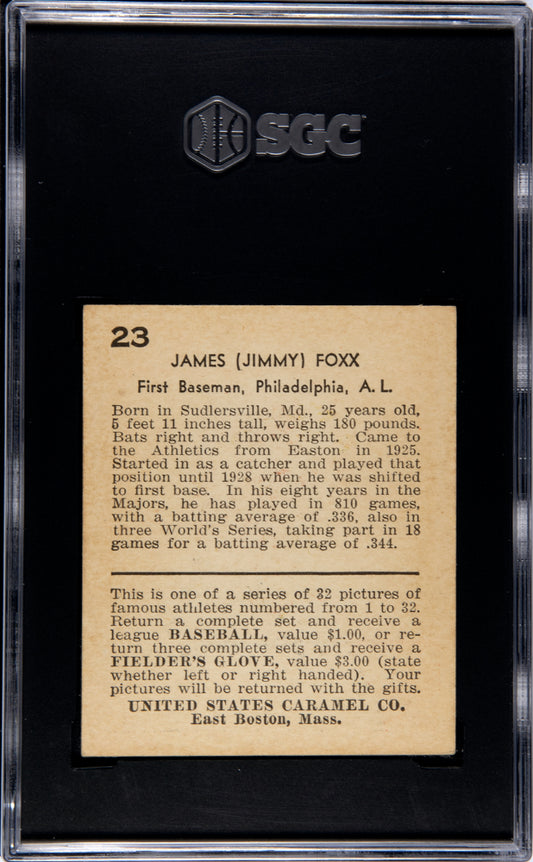 SGC
23
JAMES (JIMMY) FOXX
First Baseman, Philadelphia, A. L.
Born in Sudlersville, Md., 25 years old,
5 feet 11 inches tall, weighs 180 pounds.
Bats right and throws right. Came to
the Athletics from Easton in 1925.
Started in as a catcher and played that
position until 1928 when he was shifted
to first base. In his eight years in the
Majors, he has played in 810 games,
with a batting average of .336, also in
three World's Series, taking part in 18
games for a batting average of .344.
This is one of a series of 32 pictures of
famous athletes numbered from 1 to 32.
Return a complete set and receive a
league BASEBALL, value $1.00, or re-
turn three complete sets and receive a
FIELDER'S GLOVE, value $3.00 (state
whether left or right handed). Your
pictures will be returned with the gifts.
UNITED STATES CARAMEL CO.
East Boston, Mass.